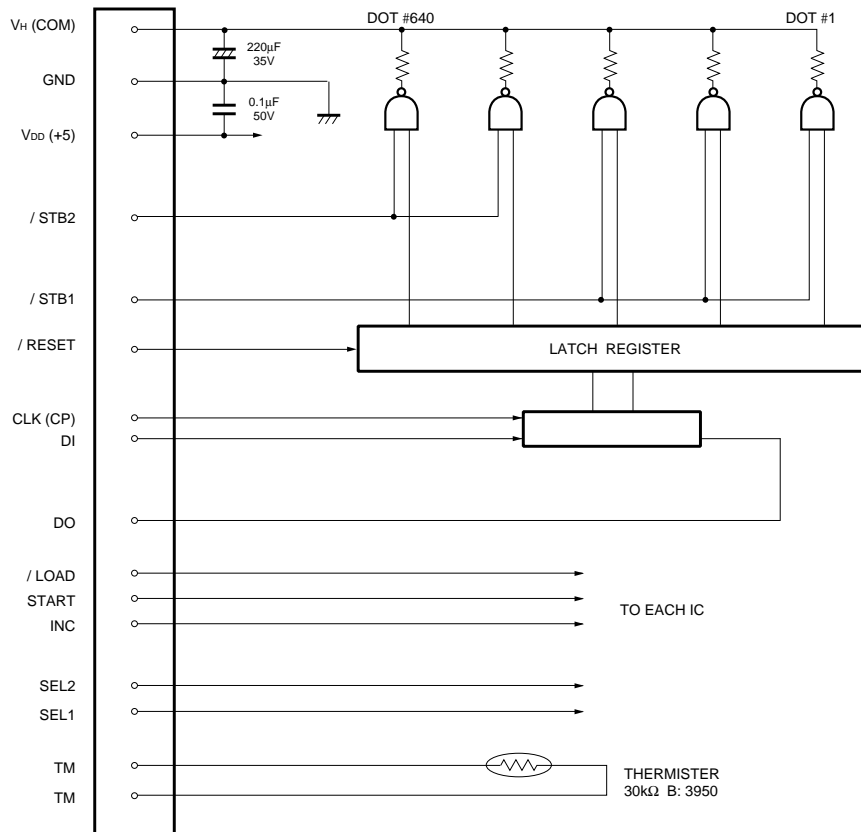 VH (COM)
DOT #640
DOT #1
220μF
35V
GND
0.1μF
50V
VDD (+5)
/ STB2
/ STB1
/ RESET
LATCH REGISTER
CLK (CP)
DI
DO
/ LOAD
START
INC
TO EACH IC
SEL2
SEL1
TM
TM
THERMISTER
30kΩ B: 3950